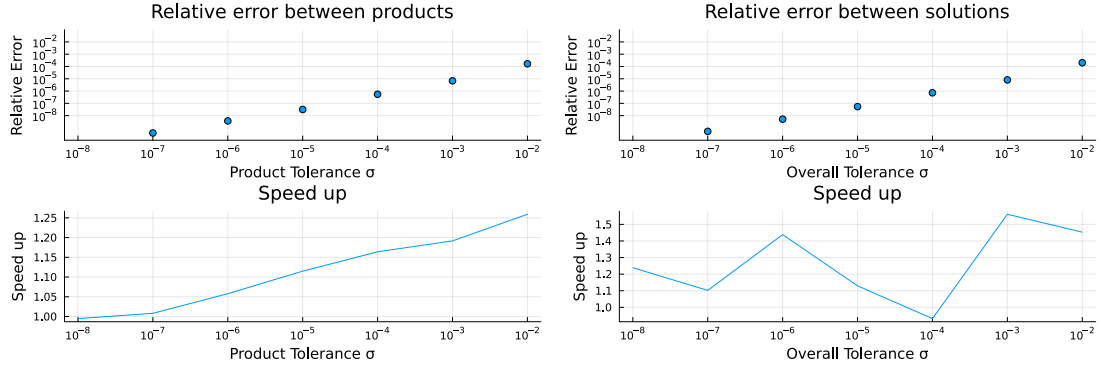 Relative error between products
Relative Error
10⁻²
10⁻³
10⁻⁴
10⁻⁵
10⁻⁶
10⁻⁷
10⁻⁸
10⁻⁸ 10⁻⁷ 10⁻⁶ 10⁻⁵ 10⁻⁴ 10⁻³ 10⁻²
Product Tolerance σ
Relative error between solutions
Relative Error
10⁻²
10⁻³
10⁻⁴
10⁻⁵
10⁻⁶
10⁻⁷
10⁻⁸
10⁻⁸ 10⁻⁷ 10⁻⁶ 10⁻⁵ 10⁻⁴ 10⁻³ 10⁻²
Overall Tolerance σ
Speed up
Speed up
1.25
1.20
1.15
1.10
1.05
1.00
10⁻⁸ 10⁻⁷ 10⁻⁶ 10⁻⁵ 10⁻⁴ 10⁻³ 10⁻²
Product Tolerance σ
Speed up
Speed up
1.5
1.4
1.3
1.2
1.1
1.0
10⁻⁸ 10⁻⁷ 10⁻⁶ 10⁻⁵ 10⁻⁴ 10⁻³ 10⁻²
Overall Tolerance σ